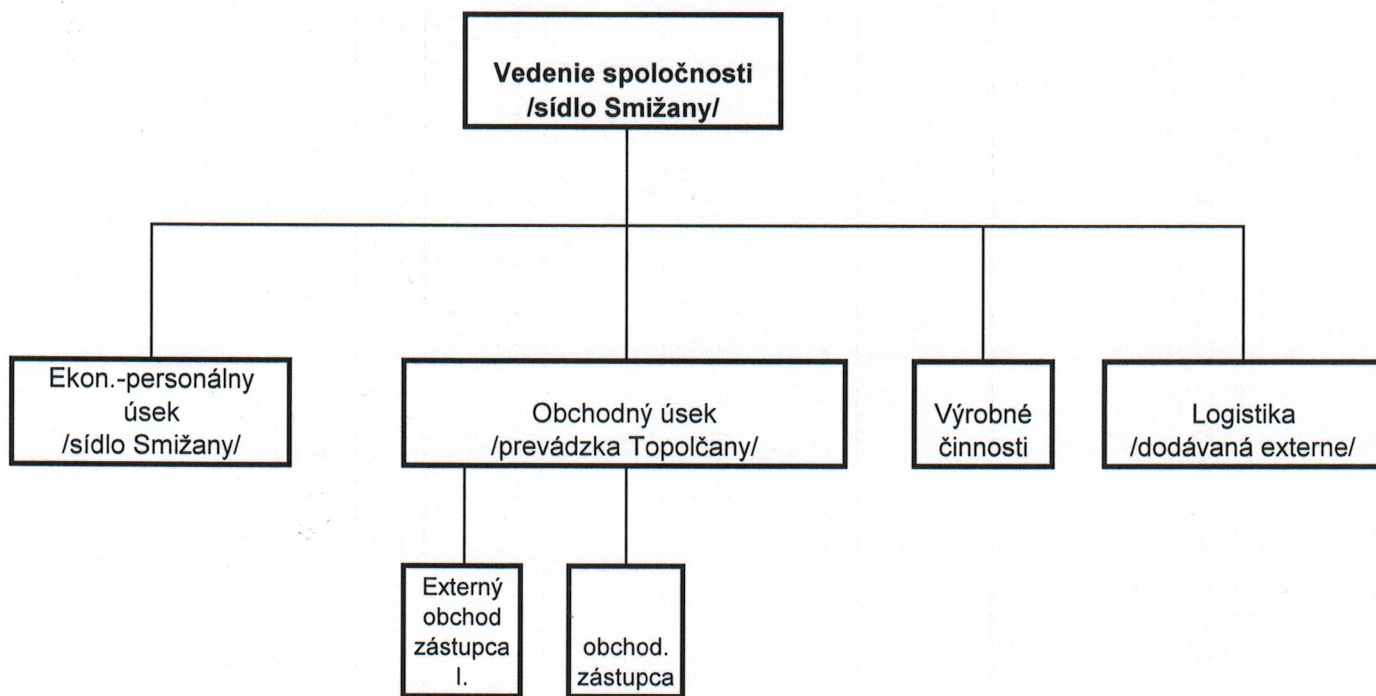 Vedenie spoločnosti
/sídlo Smižany/
Ekon.-personálny
úsek
/sídlo Smižany/
Obchodný úsek
/prevádzka Topolčany/
Výrobné
činnosti
Logistika
/dodávaná externe/
Externý
obchod
zástupca
I.
obchod.
zástupca